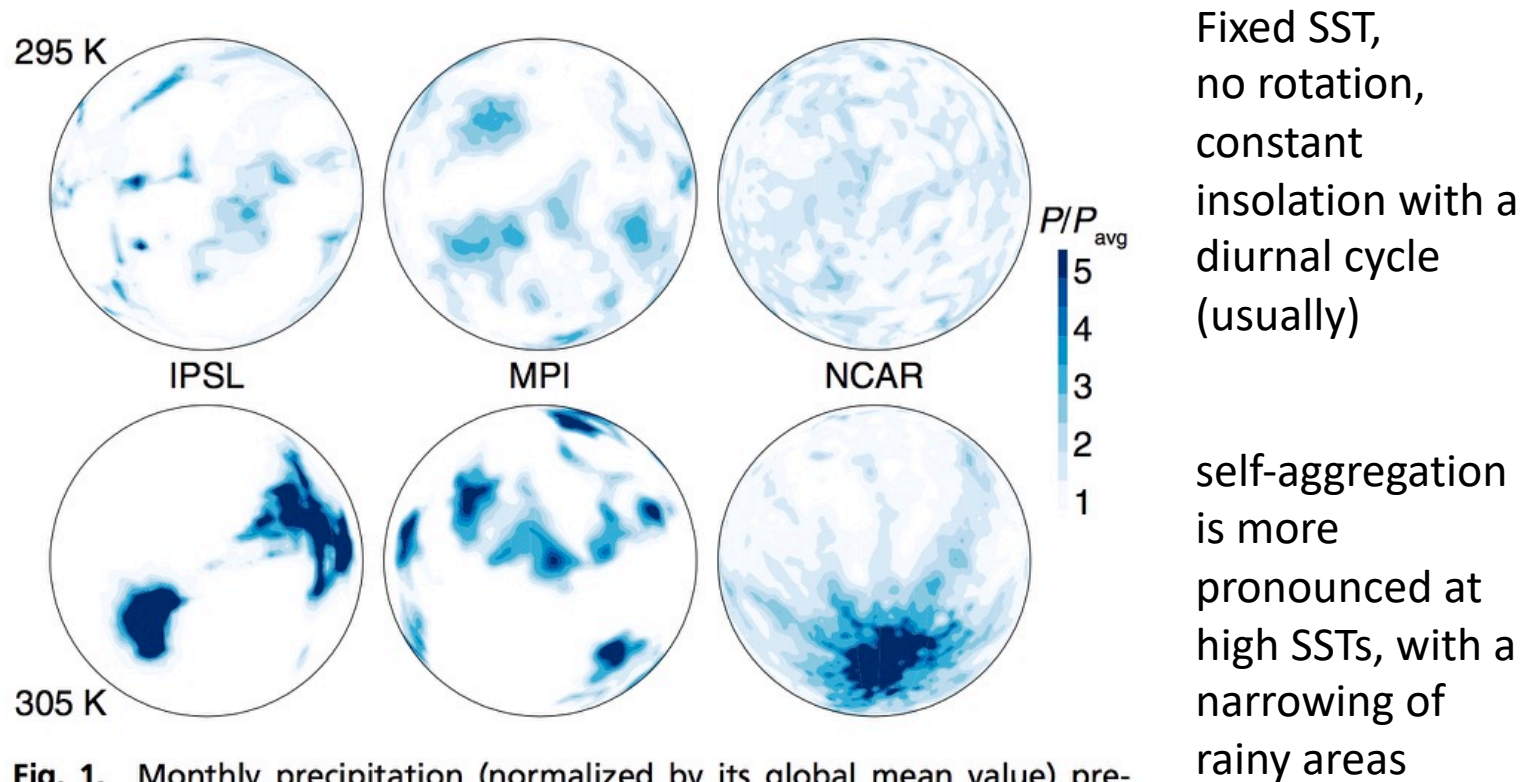 295 K
IPSL
MPI
NCAR
P/Pavg
5
4
3
2
1
305 K
Fig. 1. Monthly precipitation (normalized by its global mean value) pre-
Fixed SST,
no rotation,
constant
insolation with a
diurnal cycle
(usually)
self-aggregation
is more
pronounced at
high SSTs, with a
narrowing of
rainy areas